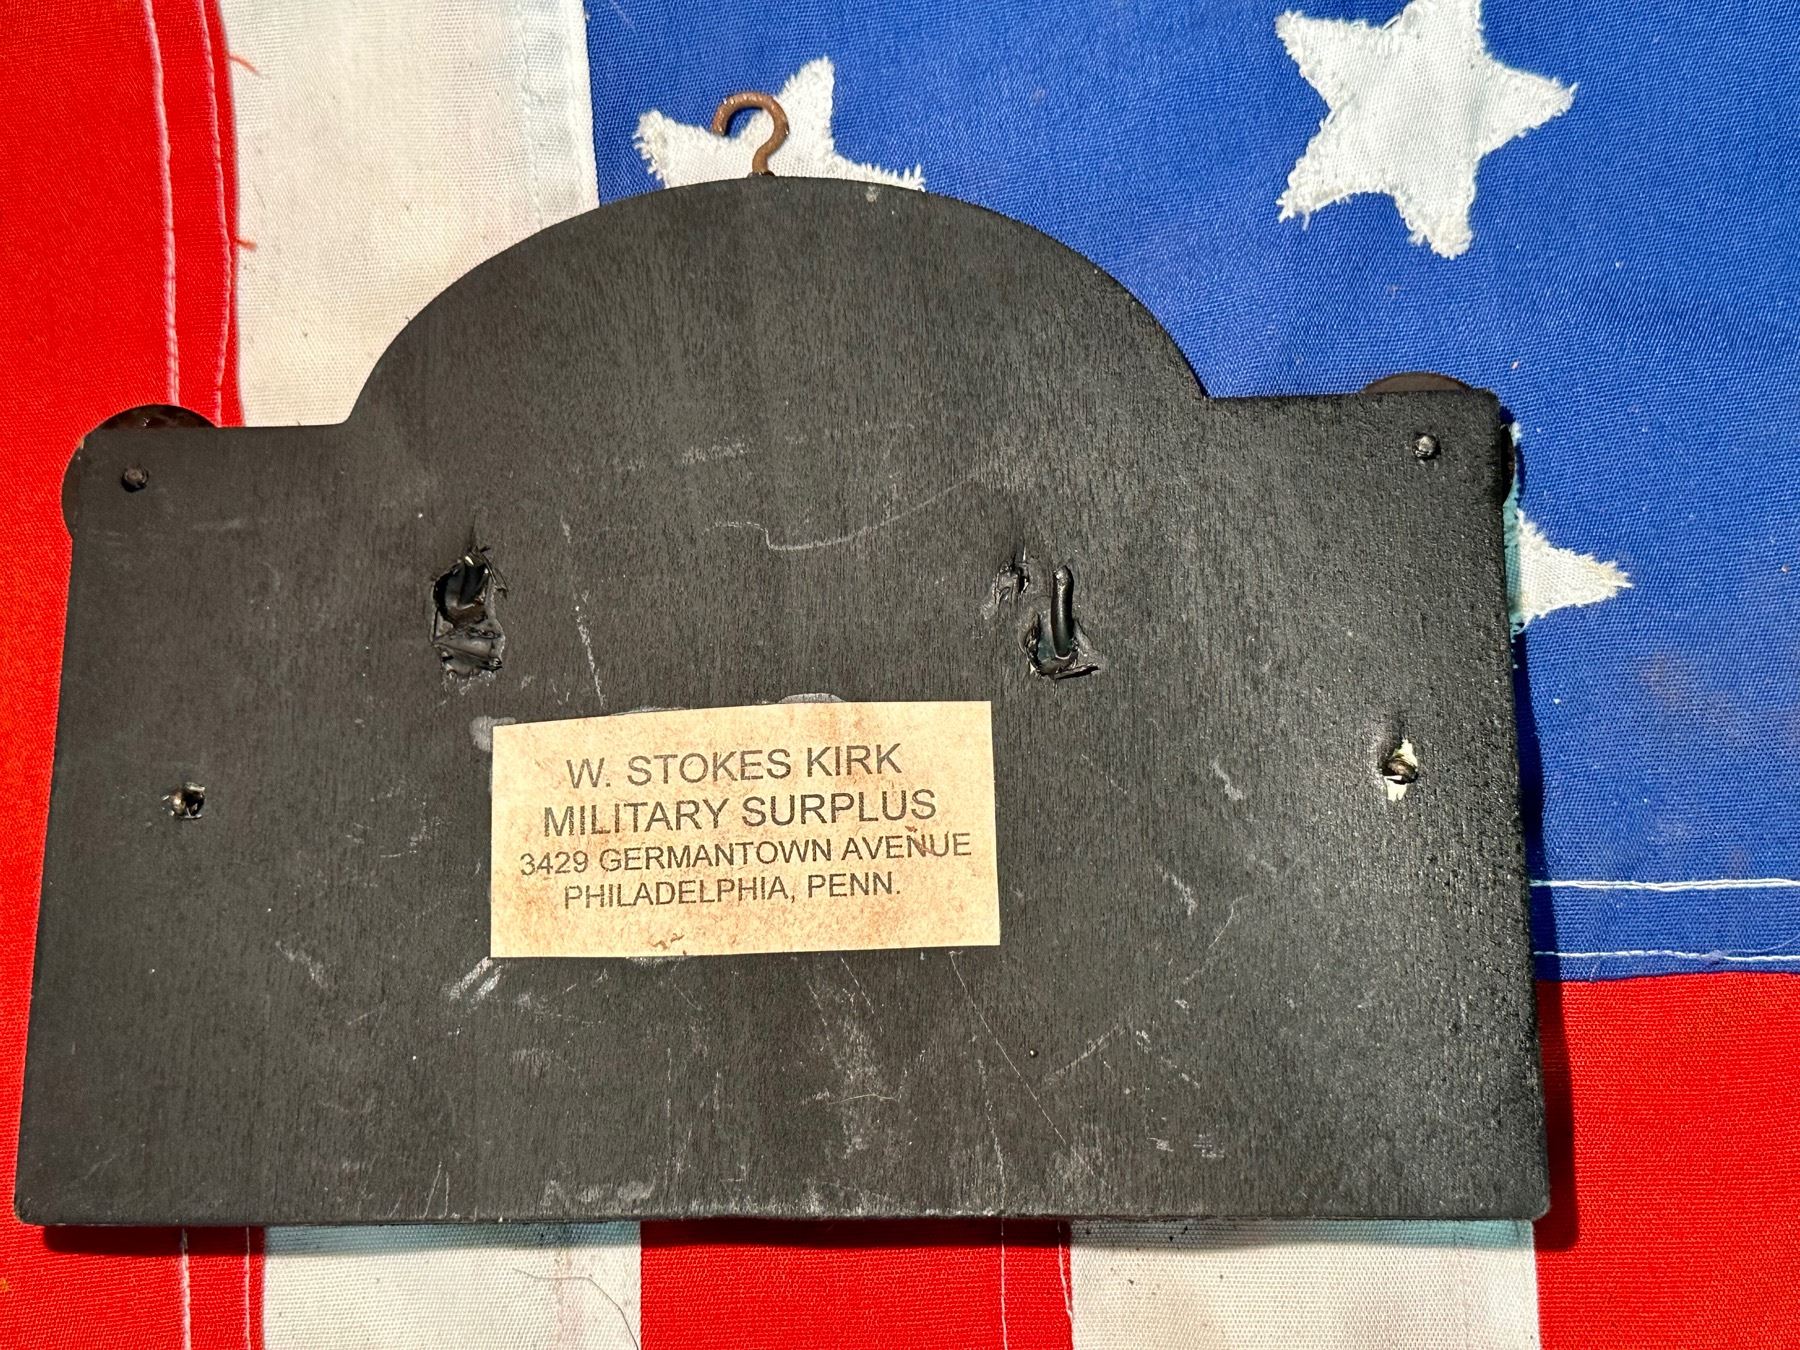 W. STOKES KIRK
MILITARY SURPLUS
3429 GERMANTOWN AVENUE
PHILADELPHIA, PENN.